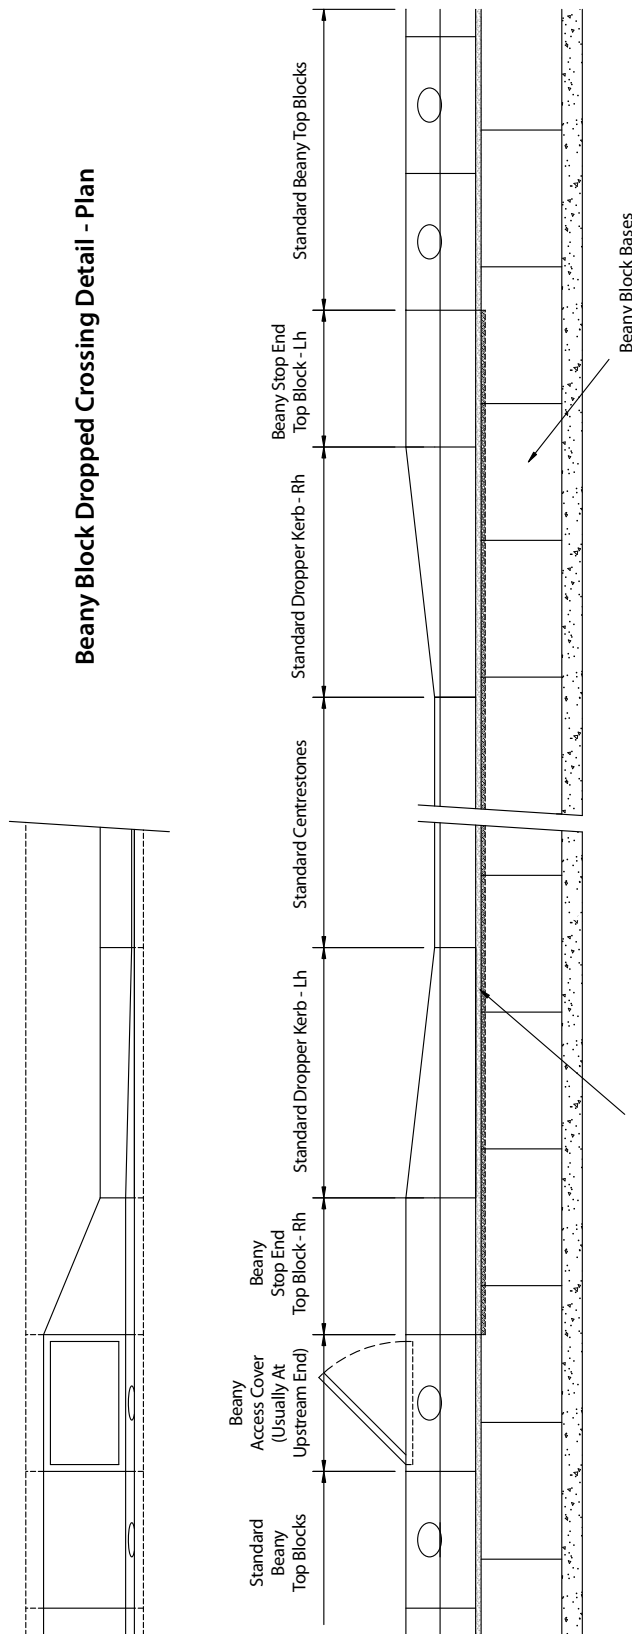 Beany Block Dropped Crossing Detail - Plan
Standard
Beany
Top Blocks
Beany
Access Cover
(Usually At
Upstream End)
Beany
Stop End
Top Block - Rh
Standard Dropper Kerb - Lh
Standard Centrestones
Standard Dropper Kerb - Rh
Beany Stop End
Top Block - Lh
Standard Beany Top Blocks
Beany Block Bases